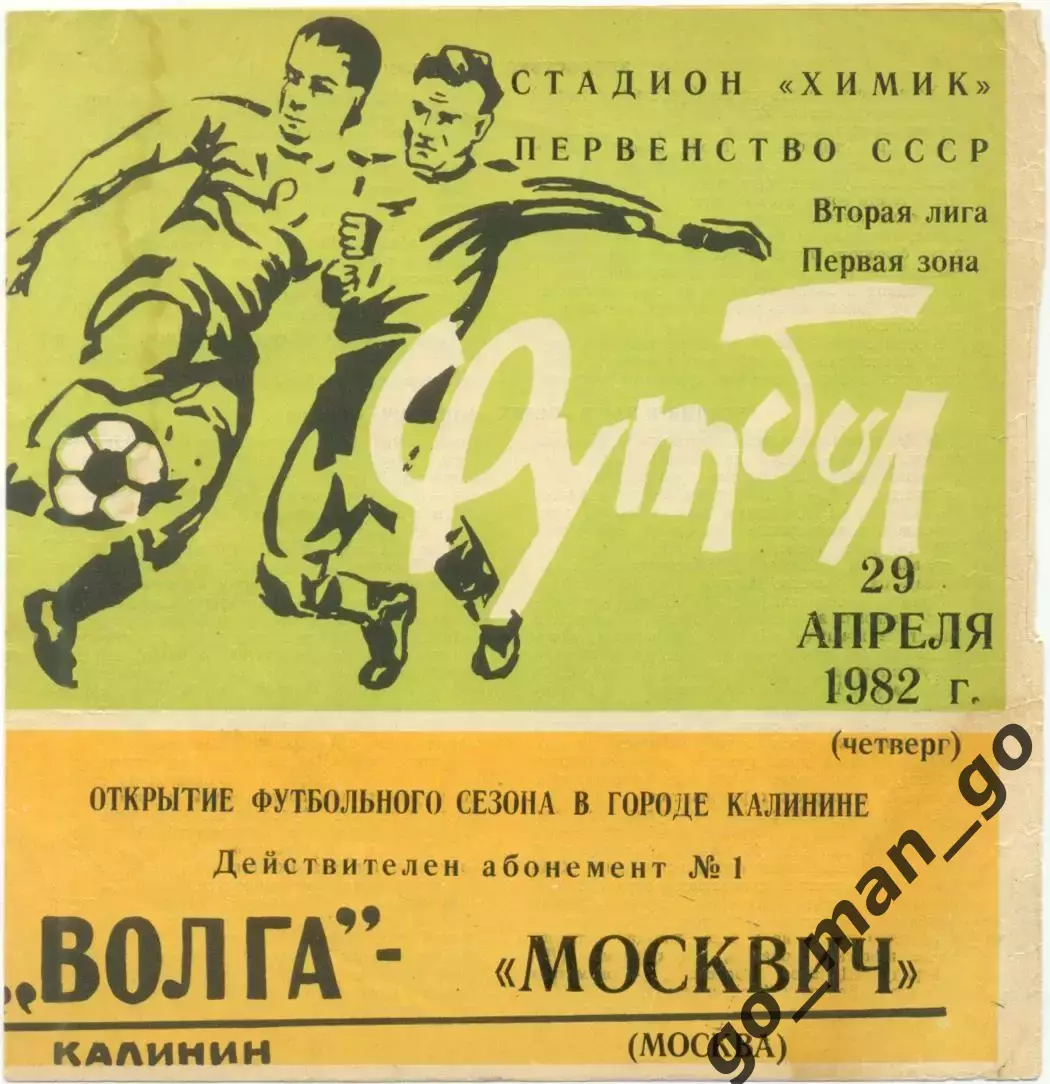 СТАДИОН «ХИМИК»
ПЕРВЕНСТВО СССР
Вторая лига
Первая зона
Футбол
29
АПРЕЛЯ
1982 г.
(четверг)
ОТКРЫТИЕ ФУТБОЛЬНОГО СЕЗОНА В ГОРОДЕ КАЛИНИНЕ
Действителен абонемент № 1
„ВОЛГА”- «МОСКВИЧ»
КАЛИНИН (МОСКВА)
go_man_go